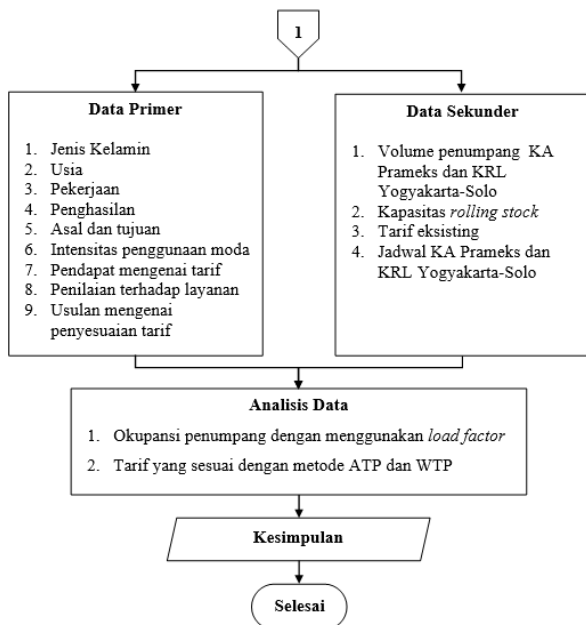 1
Data Primer
1. Jenis Kelamin
2. Usia
3. Pekerjaan
4. Penghasilan
5. Asal dan tujuan
6. Intensitas penggunaan moda
7. Pendapat mengenai tarif
8. Penilaian terhadap layanan
9. Usulan mengenai
penyesuaian tarif
Data Sekunder
1. Volume penumpang KA
Prameks dan KRL
Yogyakarta-Solo
2. Kapasitas rolling stock
3. Tarif eksisting
4. Jadwal KA Prameks dan
KRL Yogyakarta-Solo
Analisis Data
1. Okupansi penumpang dengan menggunakan load factor
2. Tarif yang sesuai dengan metode ATP dan WTP
Kesimpulan
Selesai